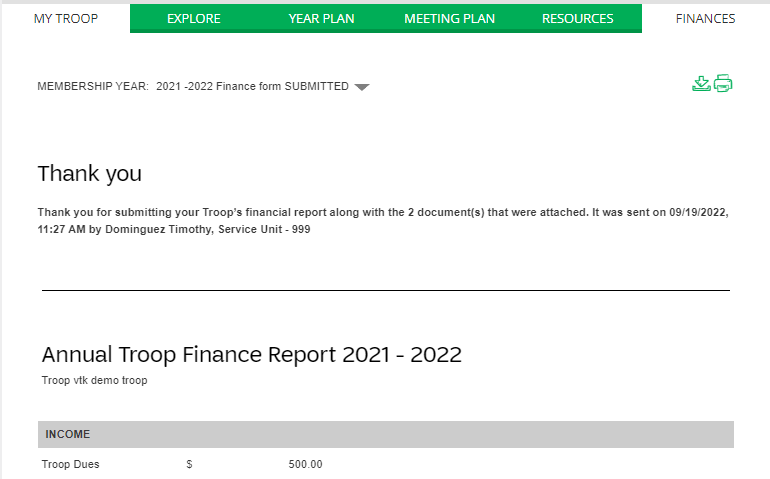 MY TROOP EXPLORE YEAR PLAN MEETING PLAN RESOURCES FINANCES
MEMBERSHIP YEAR: 2021 -2022 Finance form SUBMITTED
Thank you
Thank you for submitting your Troop's financial report along with the 2 document(s) that were attached. It was sent on 09/19/2022,
11:27 AM by Dominguez Timothy, Service Unit - 999
Annual Troop Finance Report 2021 - 2022
Troop vtk demo troop
INCOME
Troop Dues $ 500.00